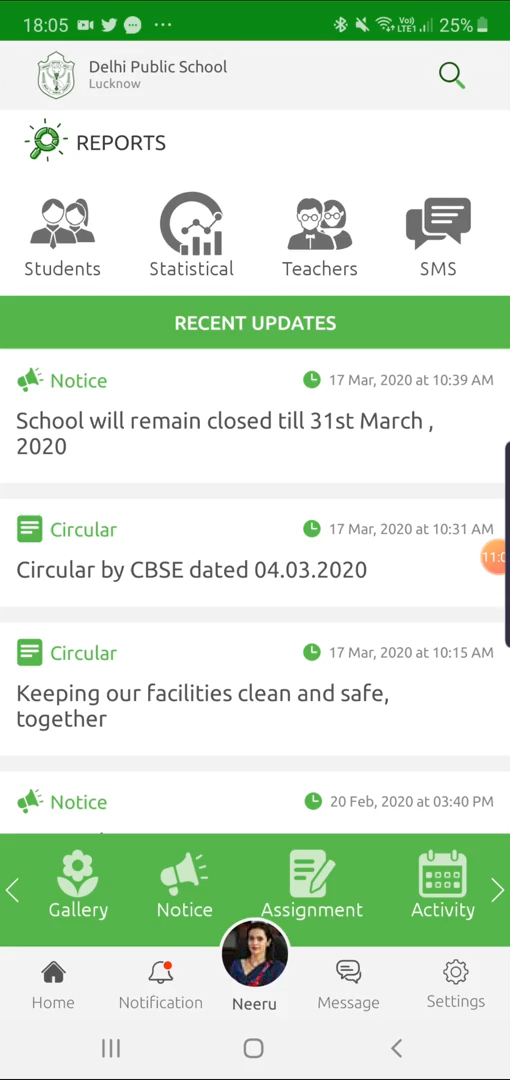 18:05
Vo)
LTE1
25%
Delhi Public School
Lucknow
REPORTS
Students
Statistical
Teachers
SMS
RECENT UPDATES
Notice
17 Mar, 2020 at 10:39 AM
School will remain closed till 31st March ,
2020
Circular
17 Mar, 2020 at 10:31 AM
Circular by CBSE dated 04.03.2020
Circular
17 Mar, 2020 at 10:15 AM
Keeping our facilities clean and safe,
together
Notice
20 Feb, 2020 at 03:40 PM
Gallery
Notice
Assignment
Activity
Home
Notification
Neeru
Message
Settings